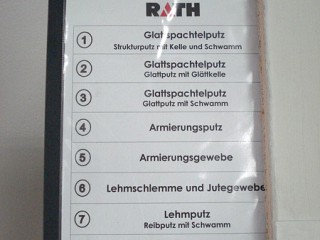 RATH
1 Glattspachtelputz
Strukturputz mit Kelle und Schwamm
2 Glattspachtelputz
Glattputz mit Glättkelle
3 Glattspachtelputz
Glattputz mit Schwamm
4 Armierungsputz
5 Armierungsgewebe
6 Lehmschlemme und Jutegewebe
7 Lehmputz
Reibputz mit Schwamm